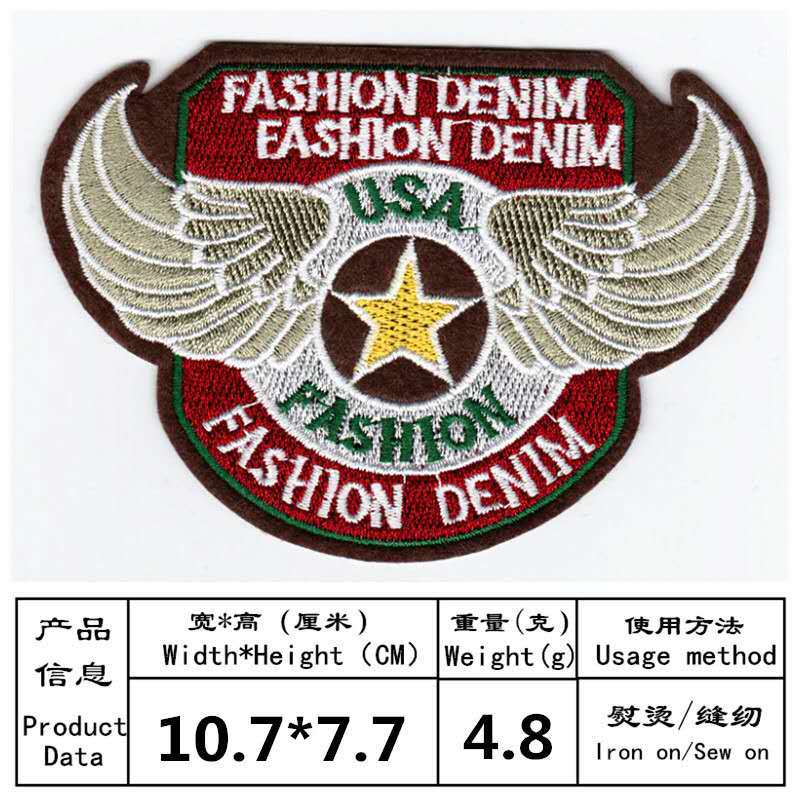 FASHION DENIM
EASHION DENIM
U.S.A.
FASHION
FASHION DENIM
产品信息
Product Data
宽*高 (厘米)
Width*Height (CM)
重量(克)
Weight(g)
使用方法
Usage method
10.7*7.7
4.8
熨烫/缝纫
Iron on/Sew on